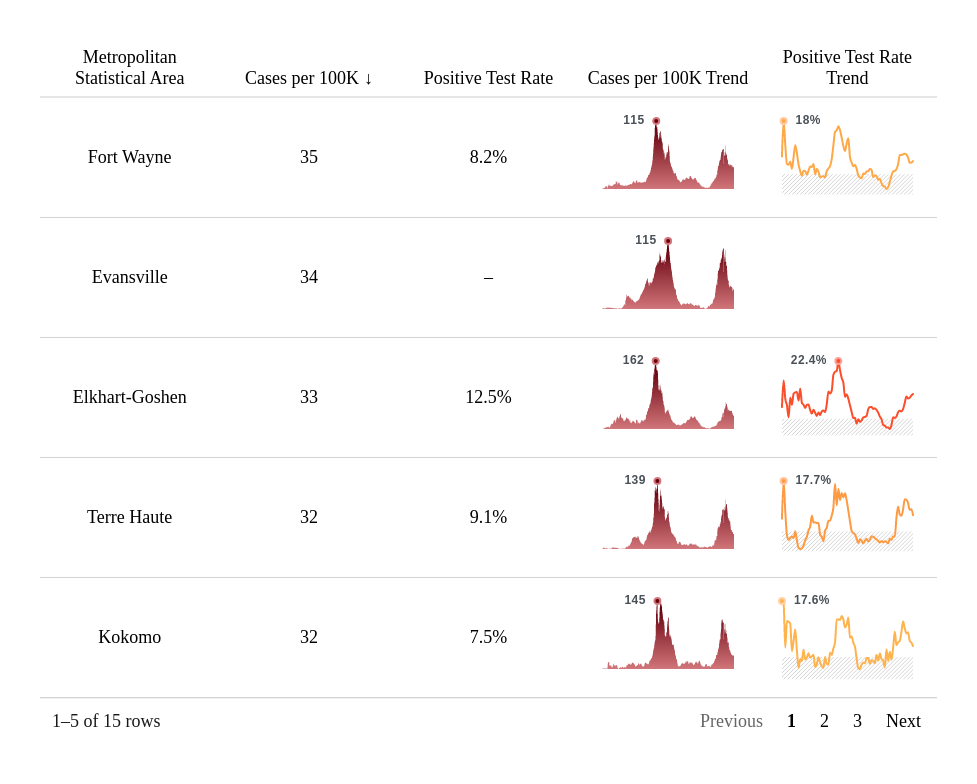 Metropolitan
Statistical Area
Cases per 100K ↓
Positive Test Rate
Cases per 100K Trend
Positive Test Rate
Trend
Fort Wayne
35
8.2%
115
18%
Evansville
34
–
115
Elkhart-Goshen
33
12.5%
162
22.4%
Terre Haute
32
9.1%
139
17.7%
Kokomo
32
7.5%
145
17.6%
1–5 of 15 rows
Previous 1 2 3 Next